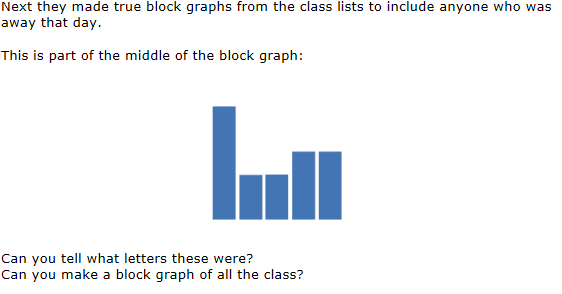 Next they made true block graphs from the class lists to include anyone who was
away that day.
This is part of the middle of the block graph:
Can you tell what letters these were?
Can you make a block graph of all the class?